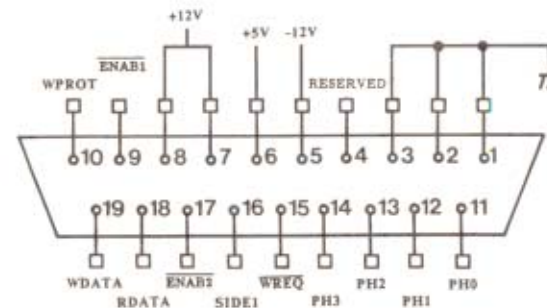 +12V
+5V -12V
ENAB1
WPROT RESERVED
10 9 8 7 6 5 4 3 2 1
19 18 17 16 15 14 13 12 11
WDATA ENAB2 WREQ PH2 PH0
RDATA SIDE1 PH3 PH1